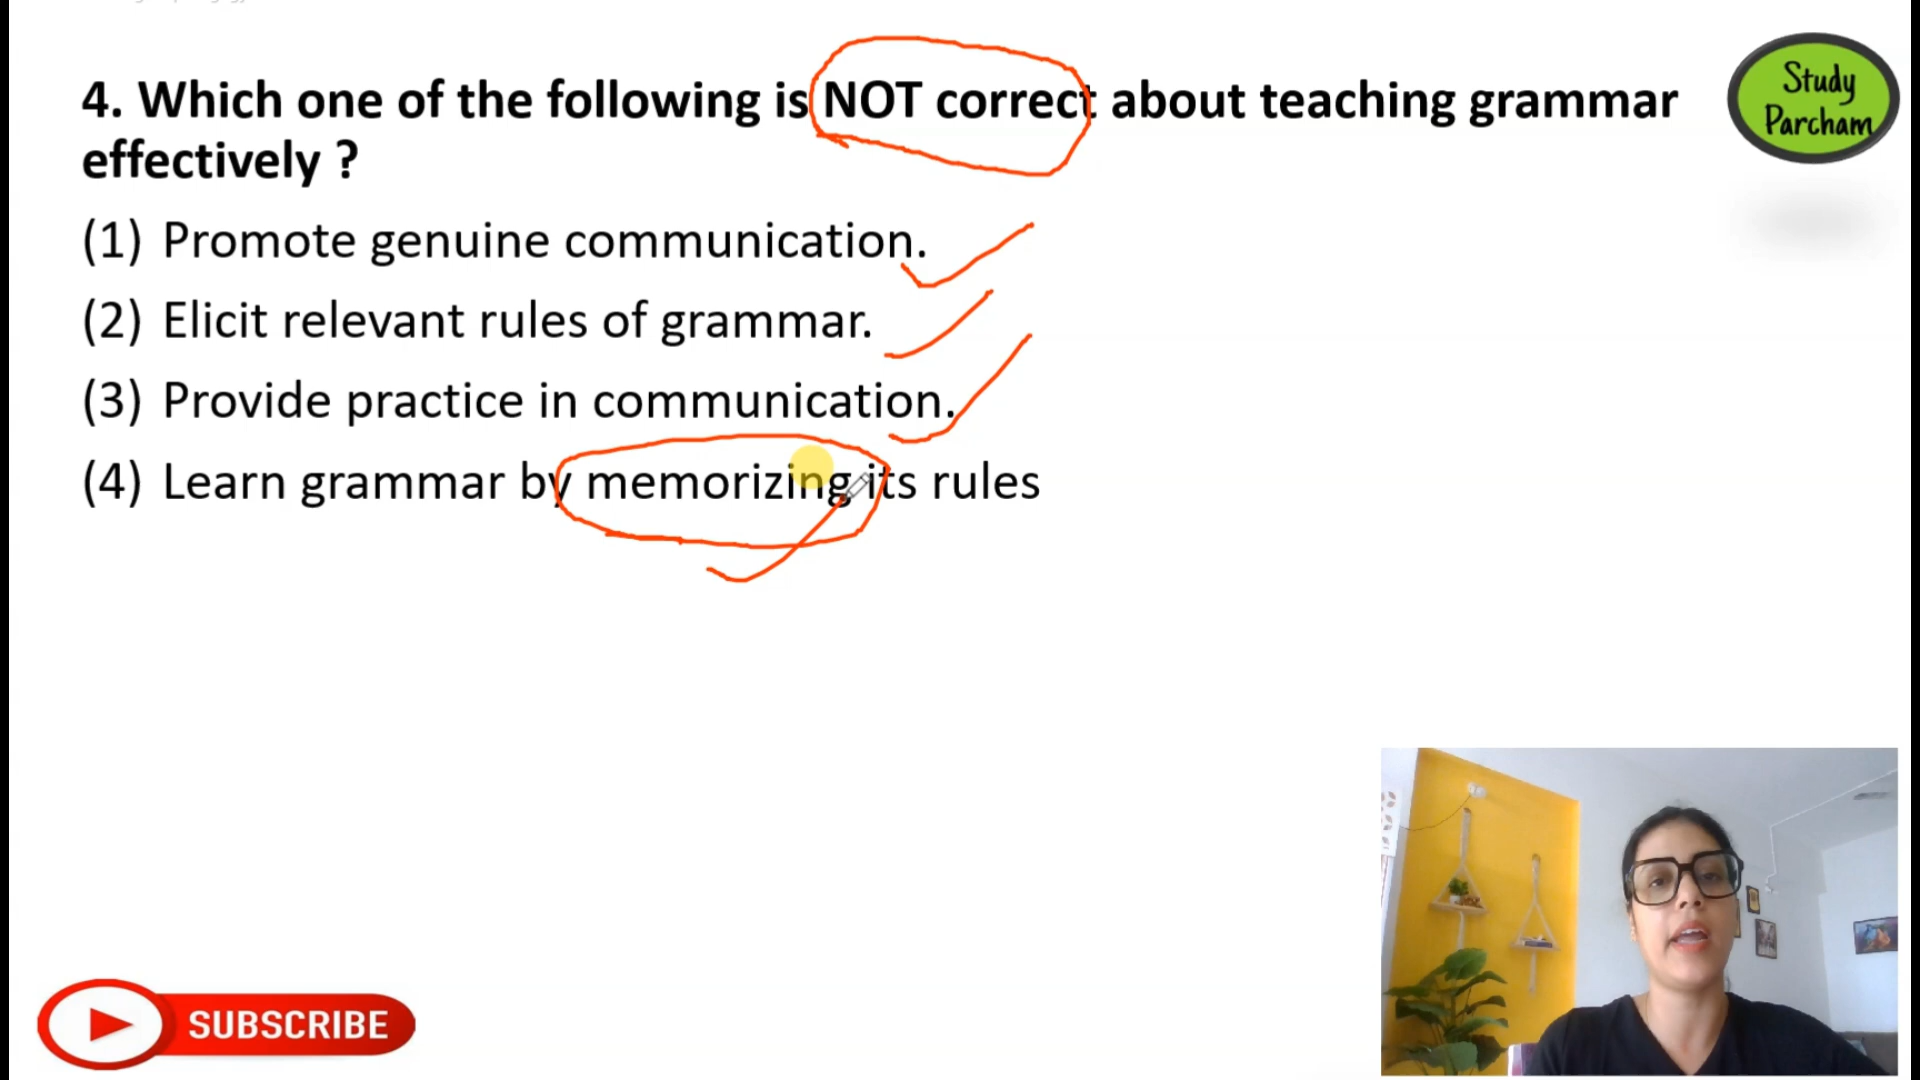 4. Which one of the following is NOT correct about teaching grammar
effectively ?
(1) Promote genuine communication.
(2) Elicit relevant rules of grammar.
(3) Provide practice in communication.
(4) Learn grammar by memorizing its rules
Study
Parcham
SUBSCRIBE